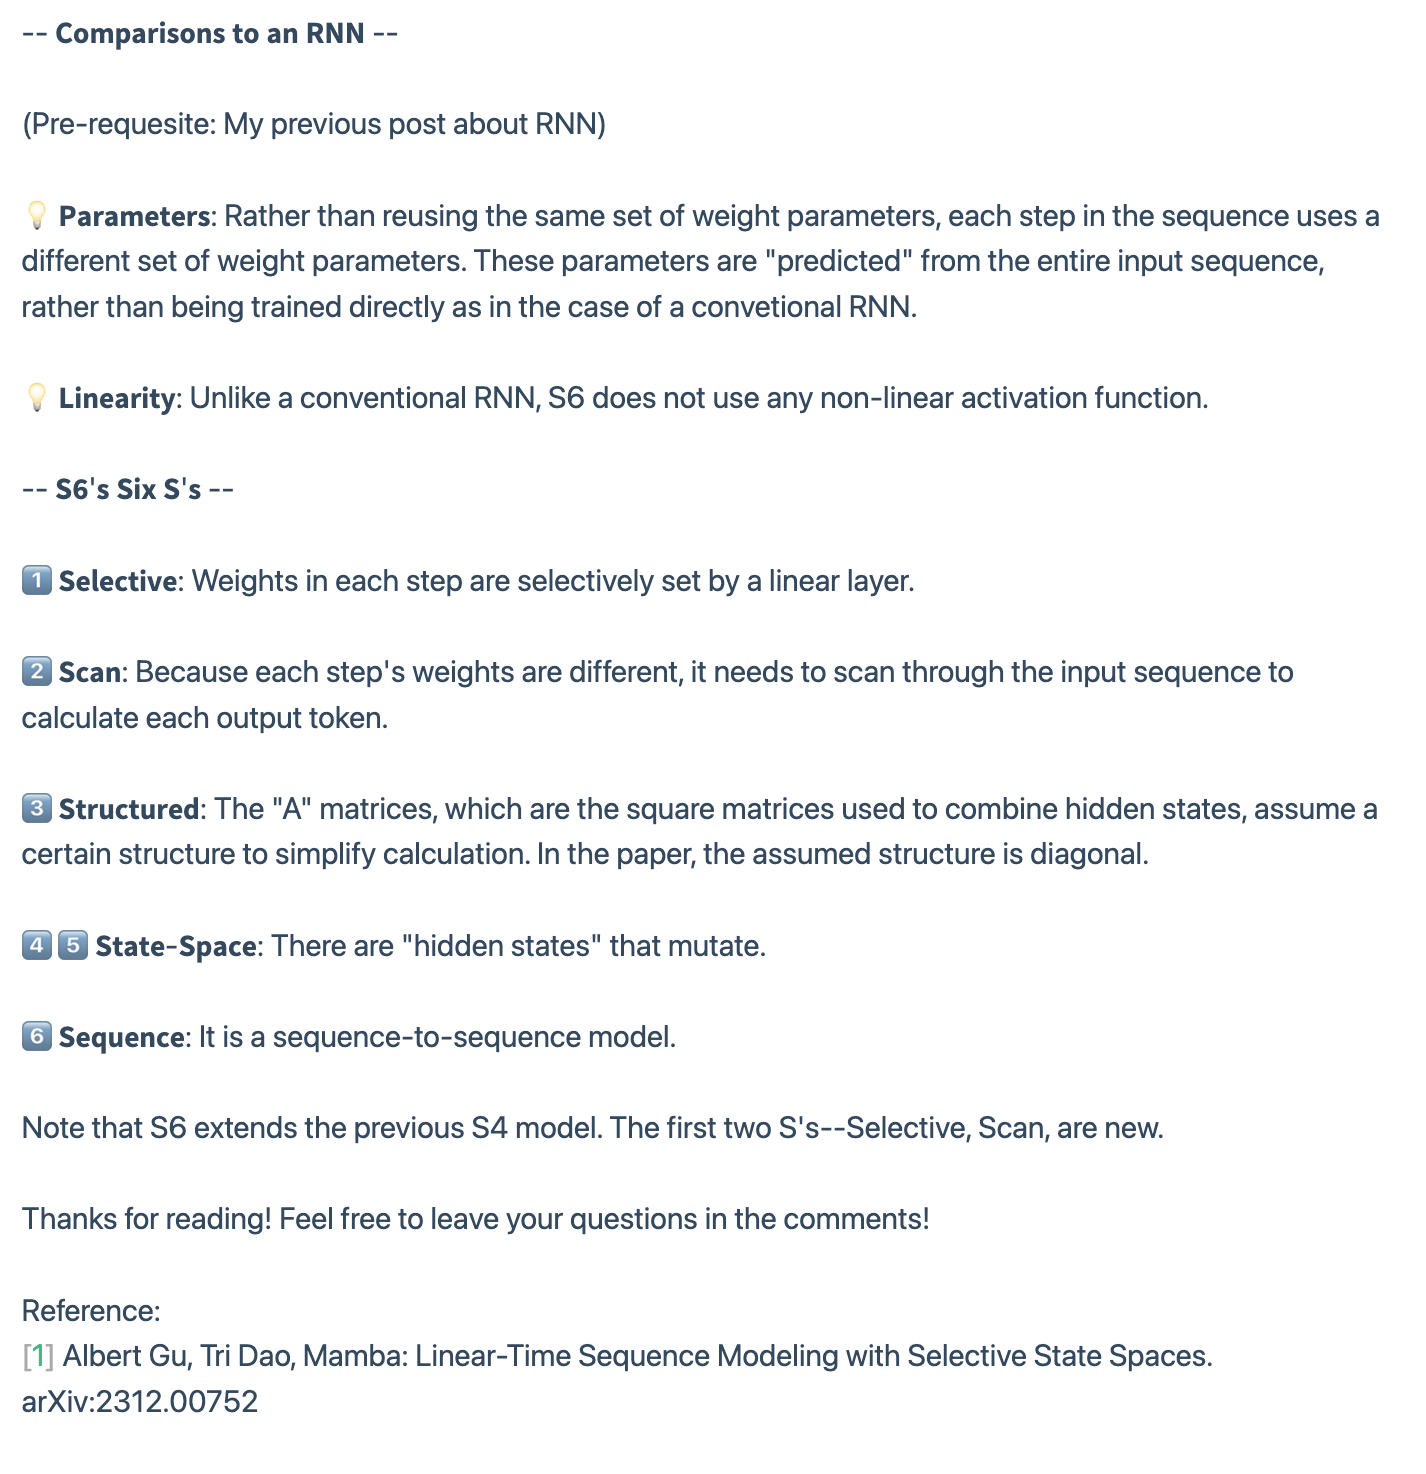 -- Comparisons to an RNN --
(Pre-requesite: My previous post about RNN)
💡 Parameters: Rather than reusing the same set of weight parameters, each step in the sequence uses a
different set of weight parameters. These parameters are "predicted" from the entire input sequence,
rather than being trained directly as in the case of a convetional RNN.
💡 Linearity: Unlike a conventional RNN, S6 does not use any non-linear activation function.
-- S6's Six S's --
1️⃣ Selective: Weights in each step are selectively set by a linear layer.
2️⃣ Scan: Because each step's weights are different, it needs to scan through the input sequence to
calculate each output token.
3️⃣ Structured: The "A" matrices, which are the square matrices used to combine hidden states, assume a
certain structure to simplify calculation. In the paper, the assumed structure is diagonal.
4️⃣ 5️⃣ State-Space: There are "hidden states" that mutate.
6️⃣ Sequence: It is a sequence-to-sequence model.
Note that S6 extends the previous S4 model. The first two S's--Selective, Scan, are new.
Thanks for reading! Feel free to leave your questions in the comments!
Reference:
[1] Albert Gu, Tri Dao, Mamba: Linear-Time Sequence Modeling with Selective State Spaces.
arXiv:2312.00752